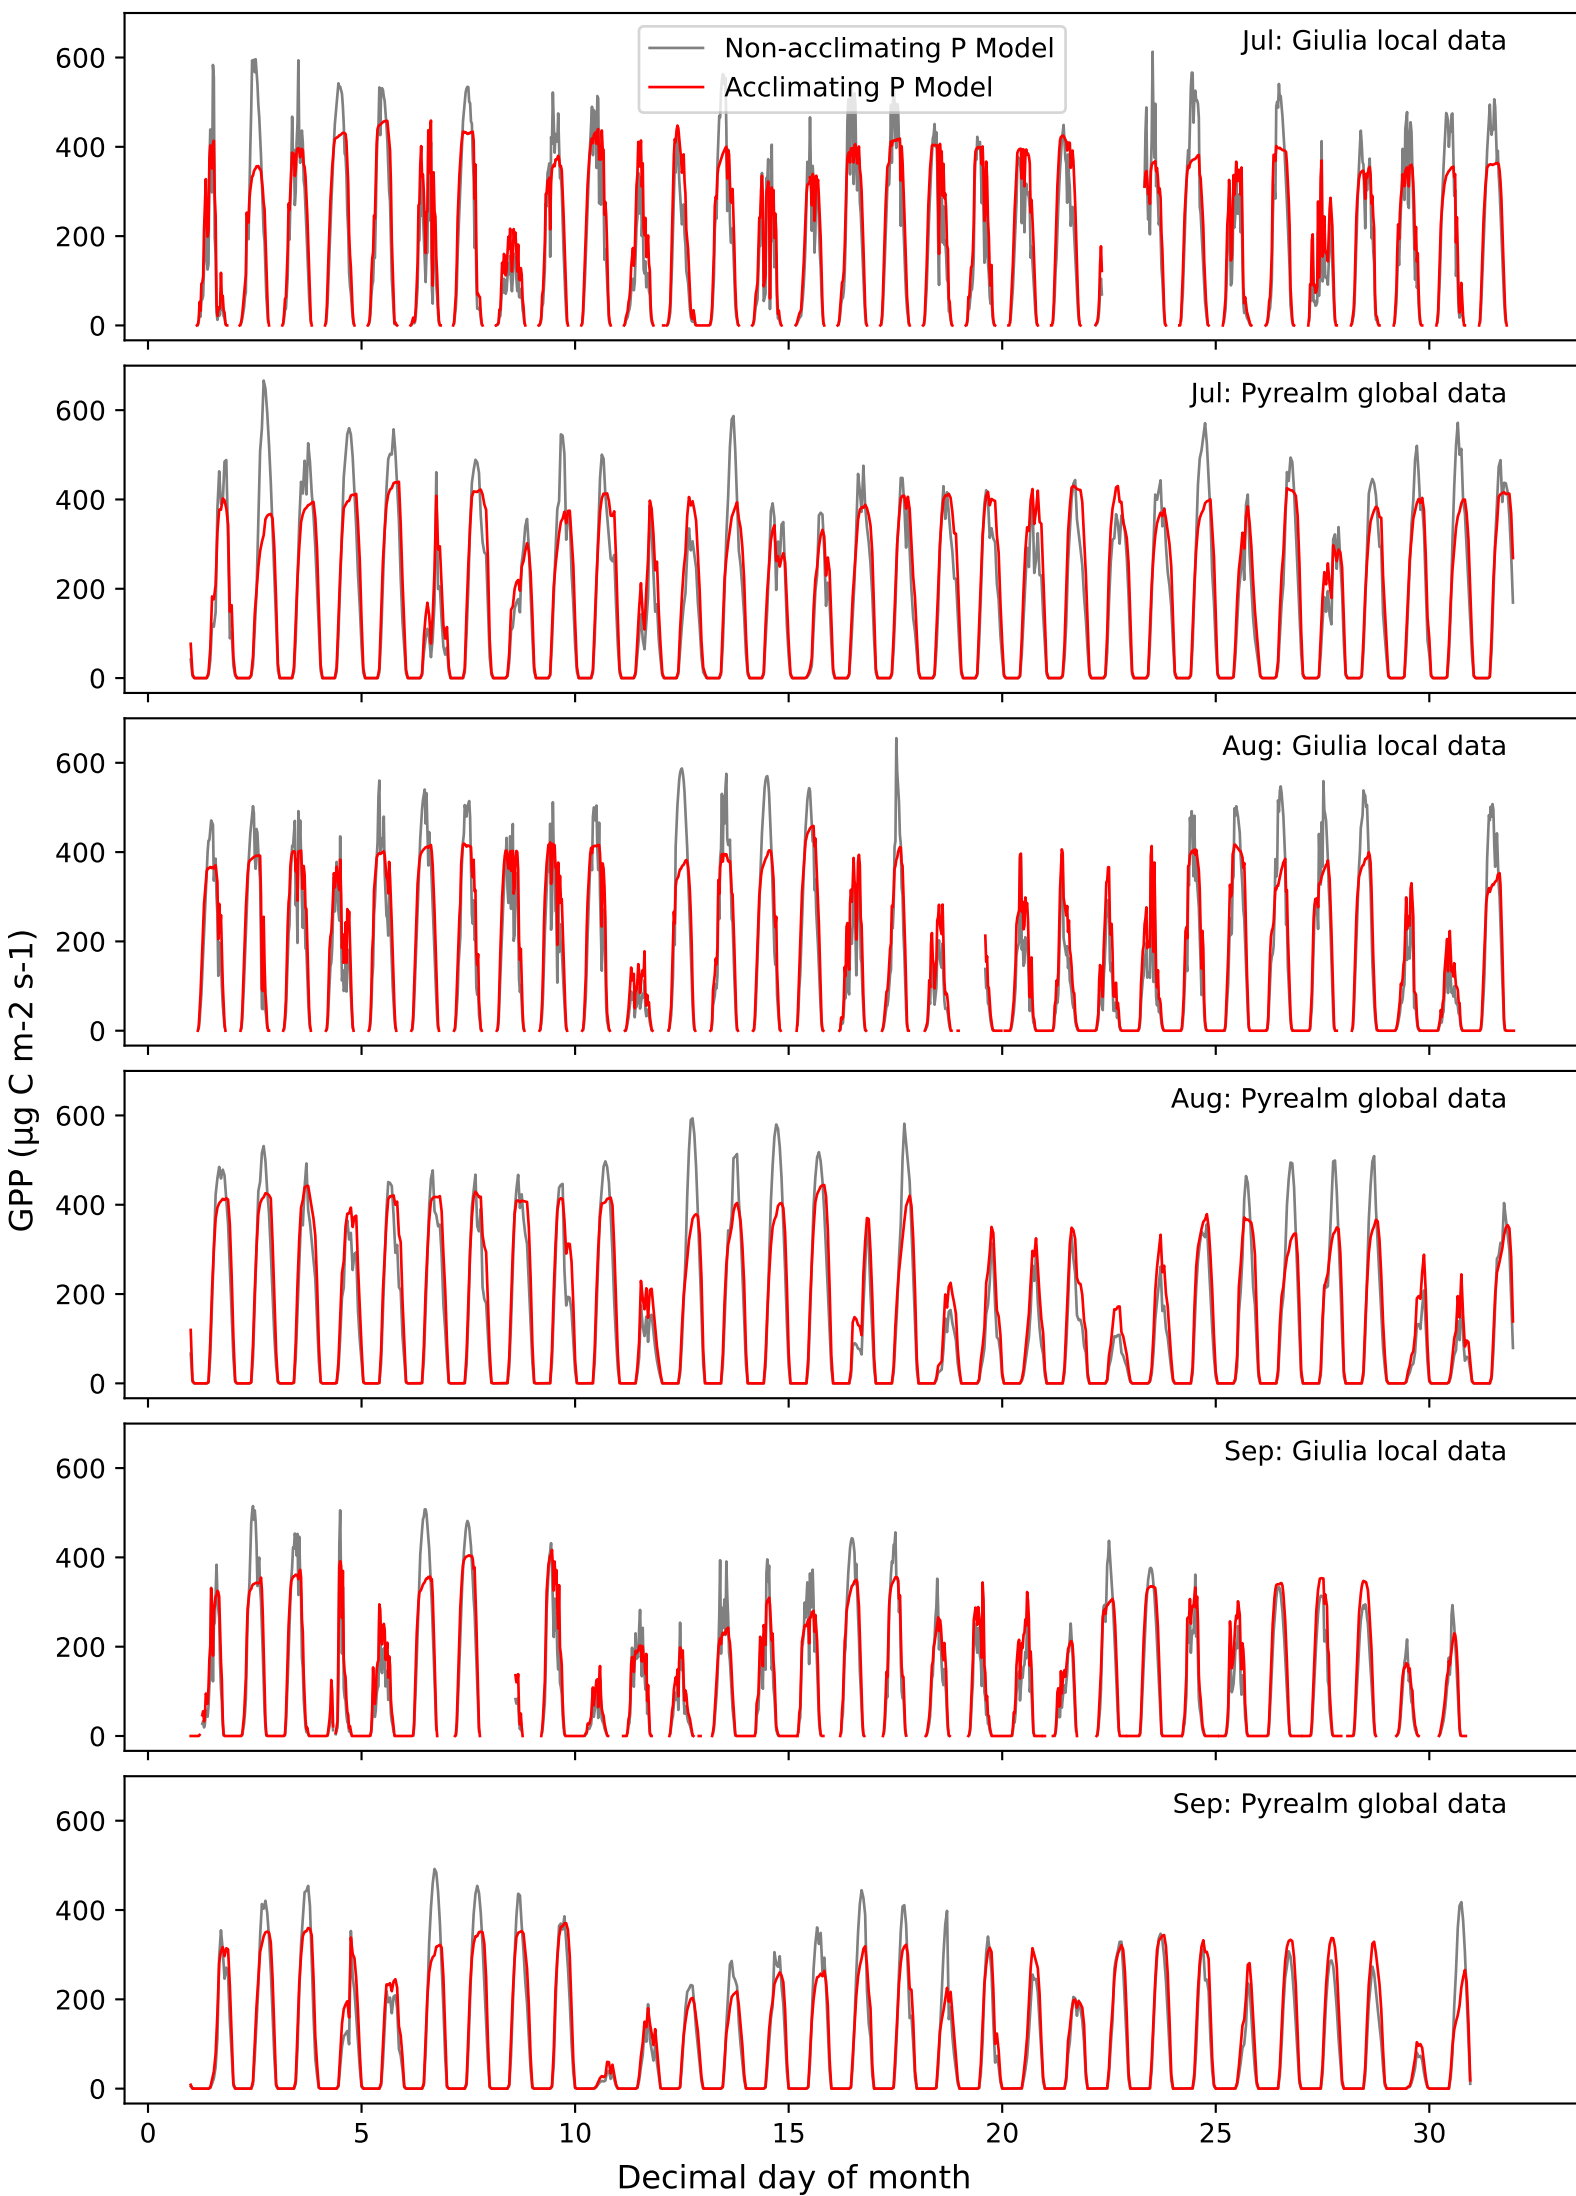 Non-acclimating P Model
Acclimating P Model
Jul: Giulia local data
600
400
200
0
Jul: Pyrealm global data
600
400
200
0
Aug: Giulia local data
600
400
200
0
Aug: Pyrealm global data
600
400
200
0
Sep: Giulia local data
600
400
200
0
Sep: Pyrealm global data
600
400
200
0
GPP (µg C m-2 s-1)
0 5 10 15 20 25 30
Decimal day of month